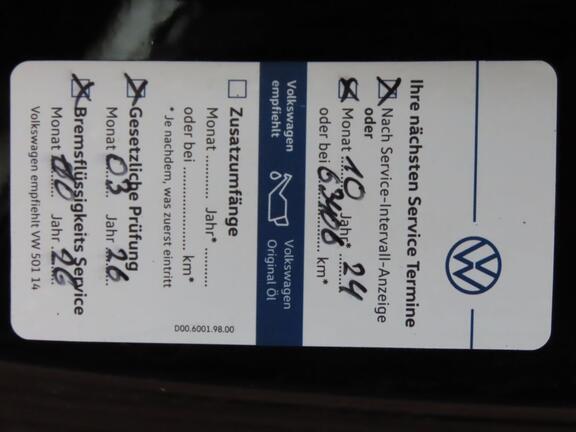 Ihre nächsten Service Termine
Nach Service-Intervall-Anzeige
oder
Monat 10 Jahr* 24
oder bei km*
Volkswagen empfiehlt
Volkswagen Original Öl
Zusatzumfänge
Monat .......... Jahr* ..........
oder bei .................... km*
* Je nachdem, was zuerst eintritt
Gesetzliche Prüfung
Monat 03 Jahr 26
Bremsflüssigkeits Service
Monat 10 Jahr 26
Volkswagen empfiehlt VW 501 14
D00.6001.98.00